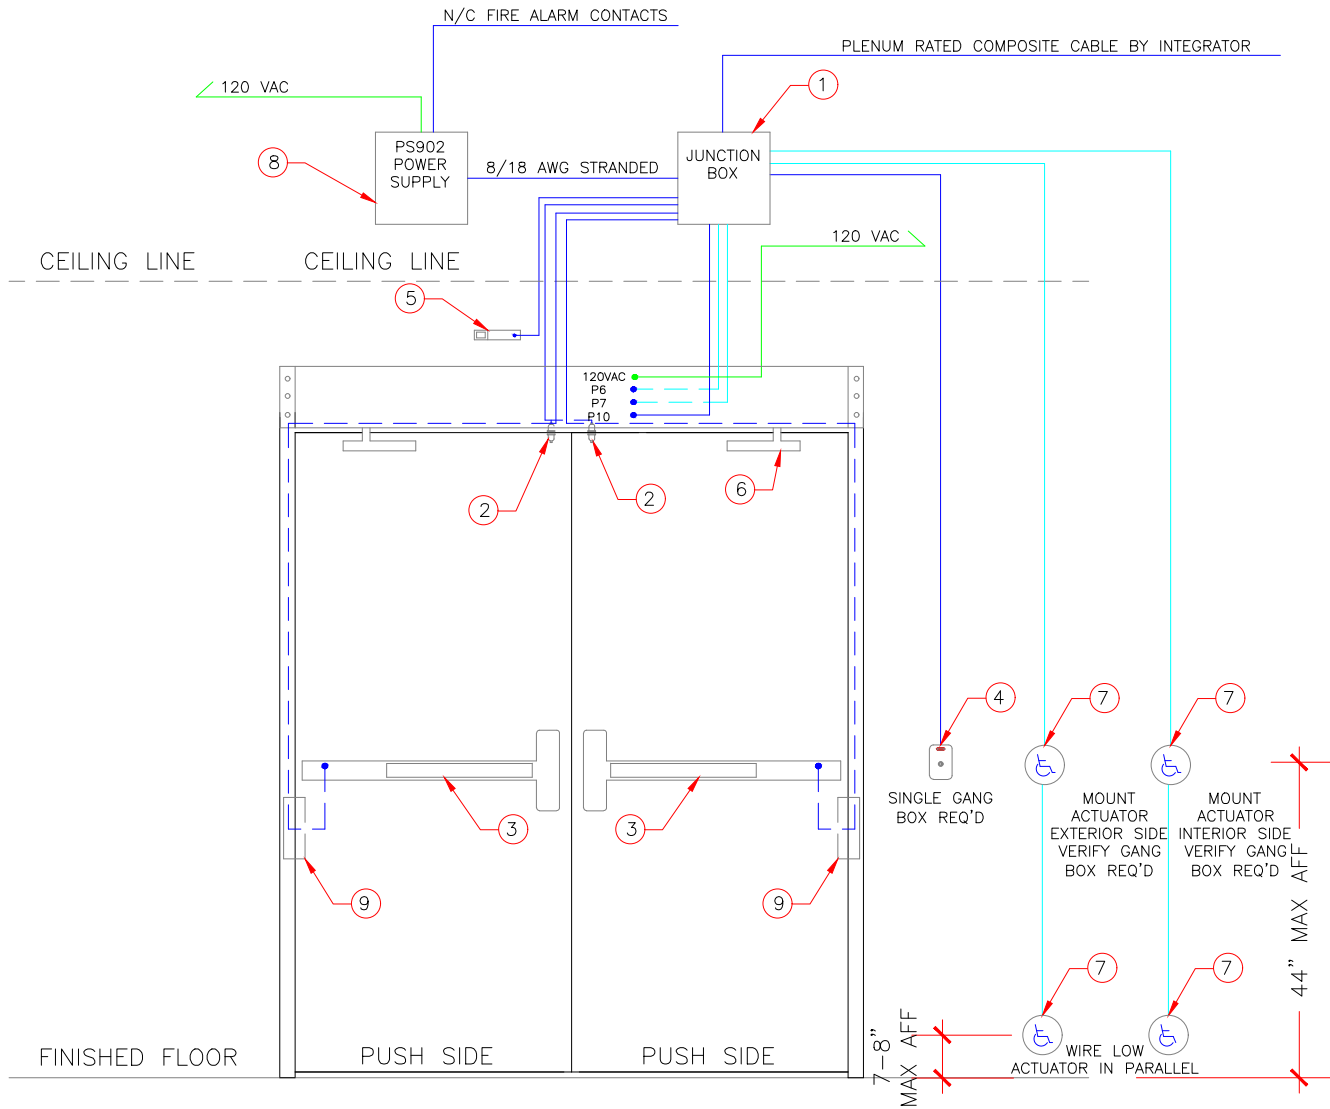 N/C FIRE ALARM CONTACTS
PLENUM RATED COMPOSITE CABLE BY INTEGRATOR
120 VAC
1
PS902
POWER
SUPPLY
8
8/18 AWG STRANDED
JUNCTION
BOX
120 VAC
CEILING LINE
CEILING LINE
5
120VAC
P6
P7
P10
2
2
6
4
7
7
3
3
SINGLE GANG
BOX REQ'D
MOUNT
ACTUATOR
EXTERIOR SIDE
VERIFY GANG
BOX REQ'D
MOUNT
ACTUATOR
INTERIOR SIDE
VERIFY GANG
BOX REQ'D
44" MAX AFF
9
9
7
7
7-8"
MAX AFF
FINISHED FLOOR
PUSH SIDE
PUSH SIDE
WIRE LOW
ACTUATOR IN PARALLEL